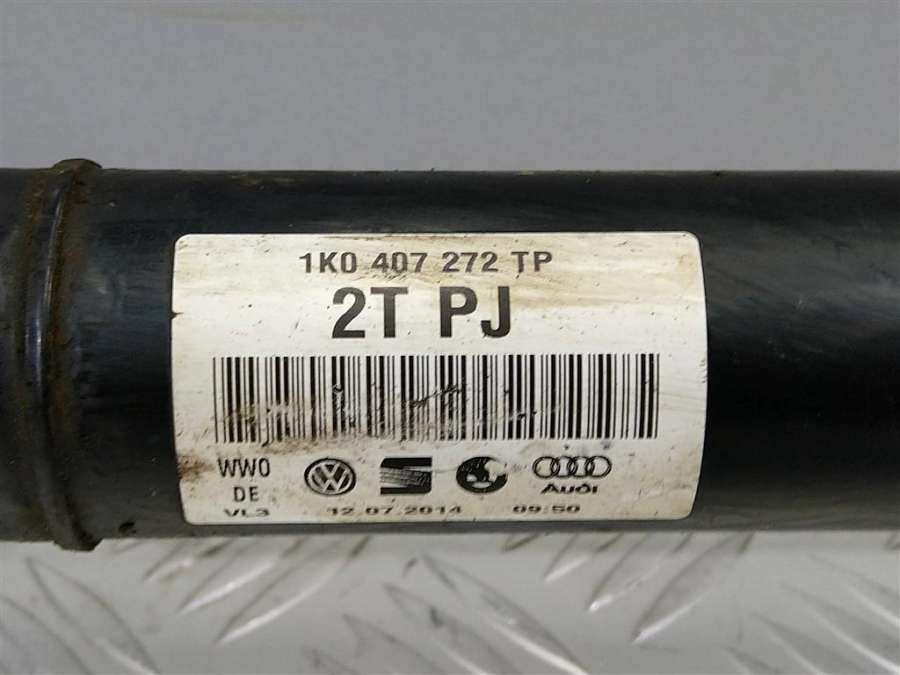 1K0 407 272 TP
2T PJ
WW0
DE
Audi
VL3 12.07.2014 09:50